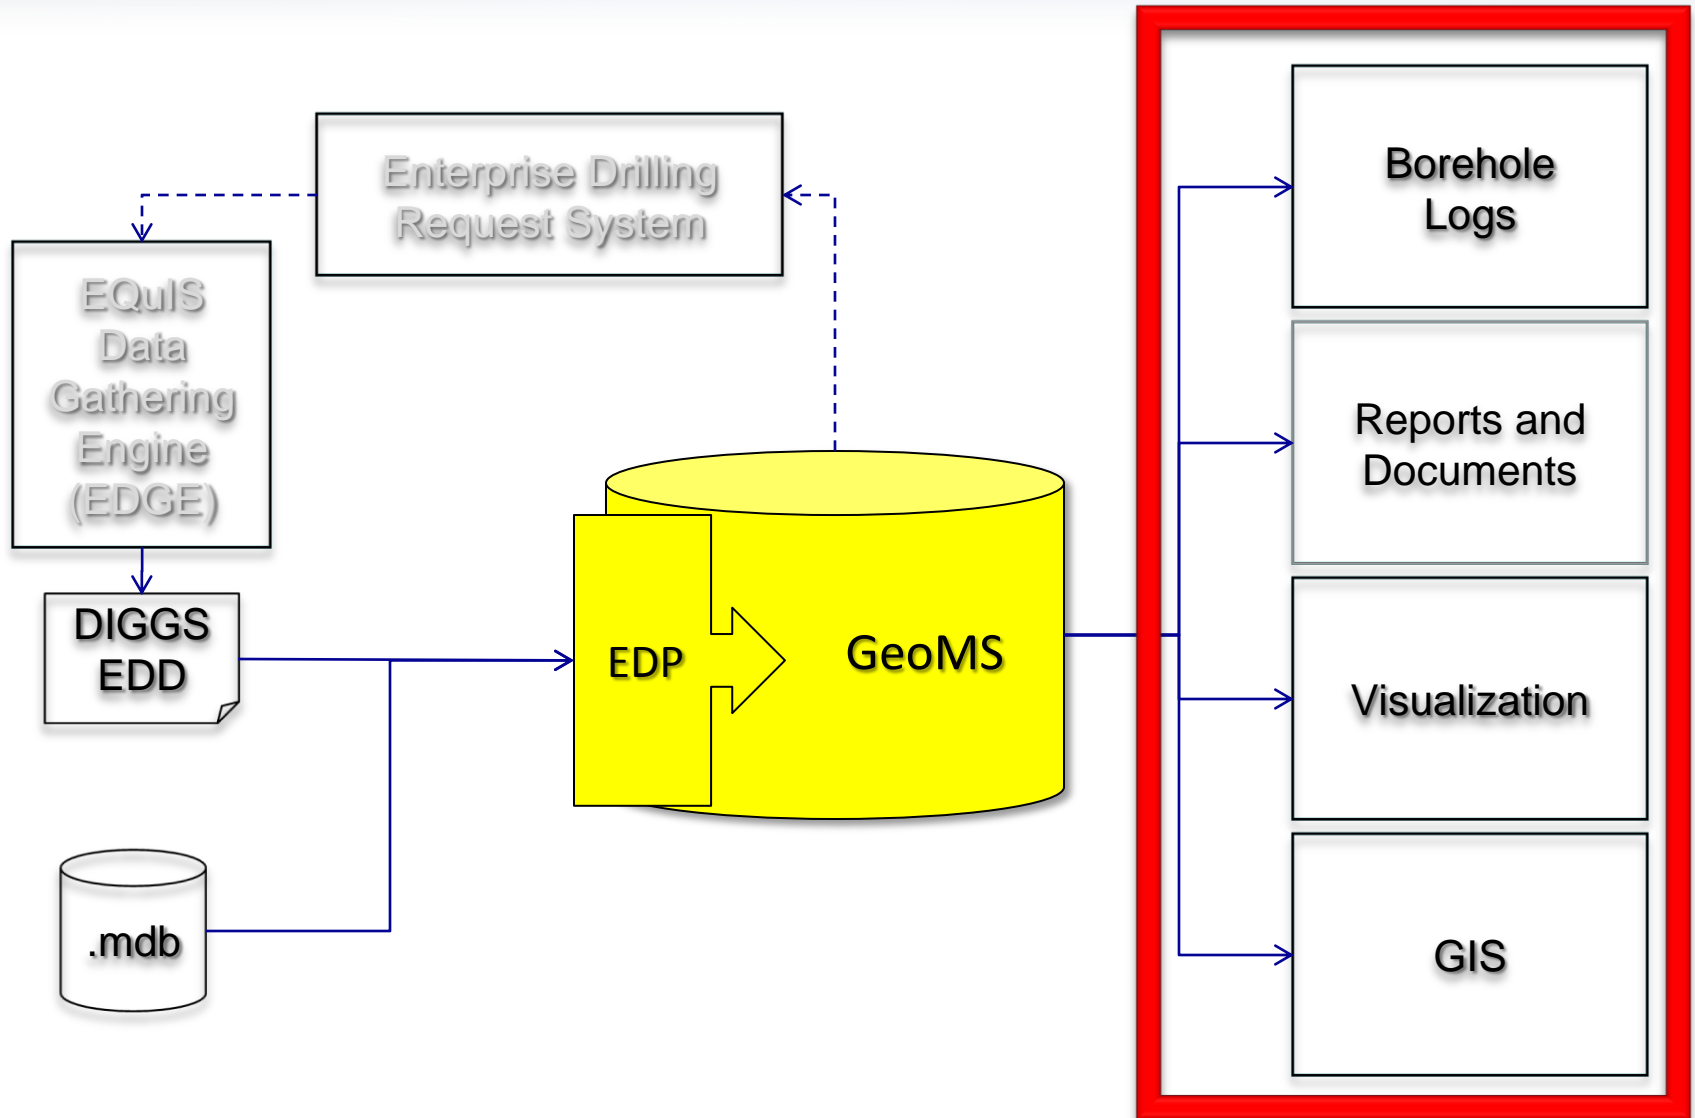 Enterprise Drilling
Request System
EQuIS
Data
Gathering
Engine
(EDGE)
DIGGS
EDD
.mdb
EDP
GeoMS
Borehole
Logs
Reports and
Documents
Visualization
GIS